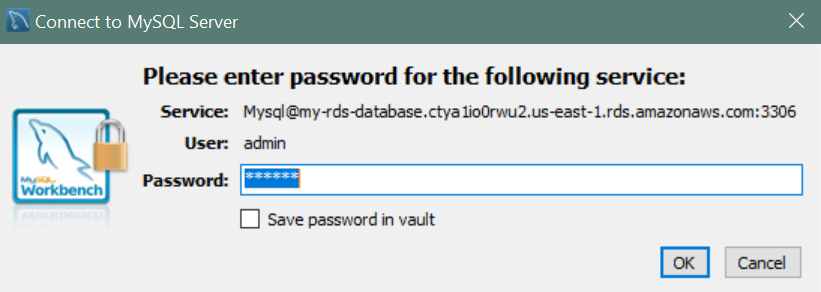 Connect to MySQL Server
Please enter password for the following service:
Service: Mysql@my-rds-database.ctya1io0rwu2.us-east-1.rds.amazonaws.com:3306
User: admin
MySQL
Workbench
Password: ******
Save password in vault
OK Cancel